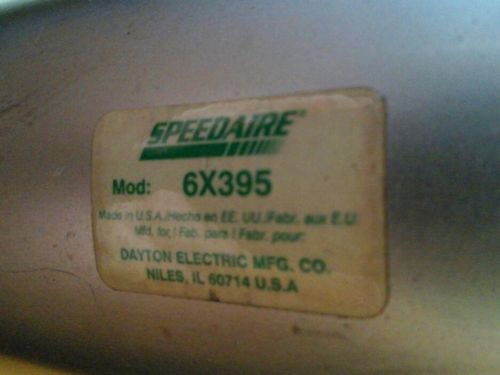 SPEEDAIRE®
Mod: 6X395
Made in U.S.A./Hecho en EE. UU./Fabr. aux E.U.
Mfd. for / Fab. para / Fabr. pour:
DAYTON ELECTRIC MFG. CO.
NILES, IL 60714 U.S.A